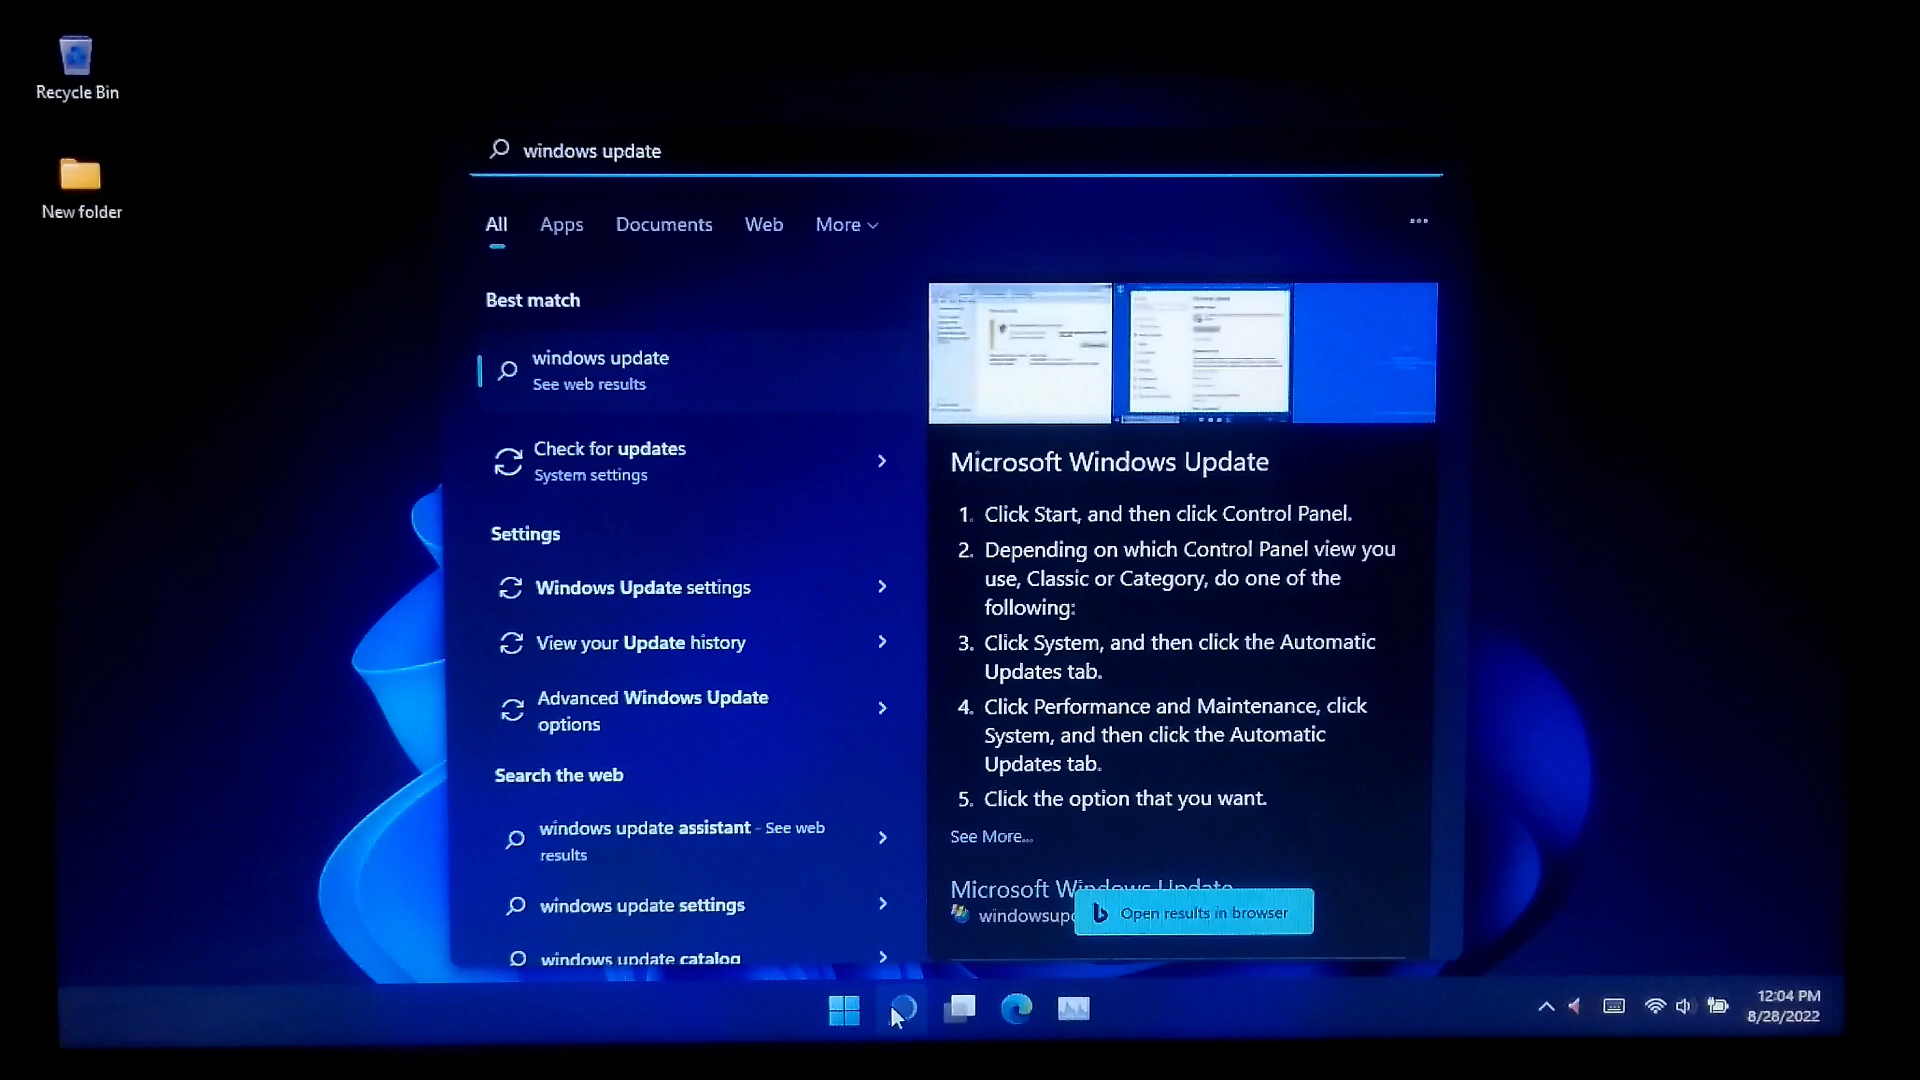 Recycle Bin
New folder
windows update
All Apps Documents Web More
Best match
windows update
See web results
Check for updates
System settings
Settings
Windows Update settings
View your Update history
Advanced Windows Update
options
Search the web
windows update assistant - See web
results
windows update settings
windows update catalog
Microsoft Windows Update
1. Click Start, and then click Control Panel.
2. Depending on which Control Panel view you
use, Classic or Category, do one of the
following:
3. Click System, and then click the Automatic
Updates tab.
4. Click Performance and Maintenance, click
System, and then click the Automatic
Updates tab.
5. Click the option that you want.
See More...
Microsoft Windows Update
windowsupd
Open results in browser
12:04 PM
8/28/2022